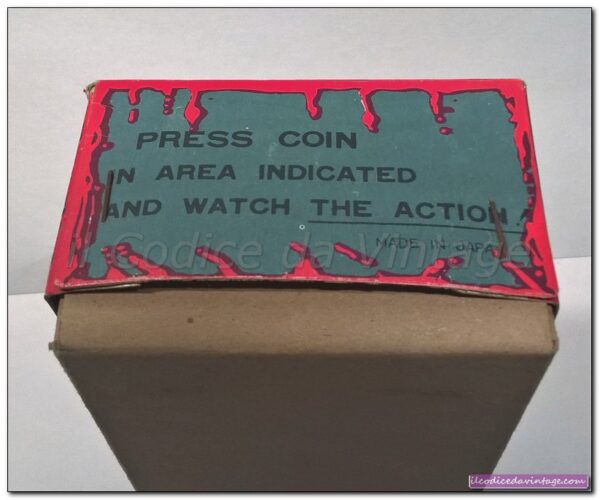 PRESS COIN
IN AREA INDICATED
AND WATCH THE ACTION
MADE IN JAPAN
il Codice da Vintage
ilcodicedavintage.com